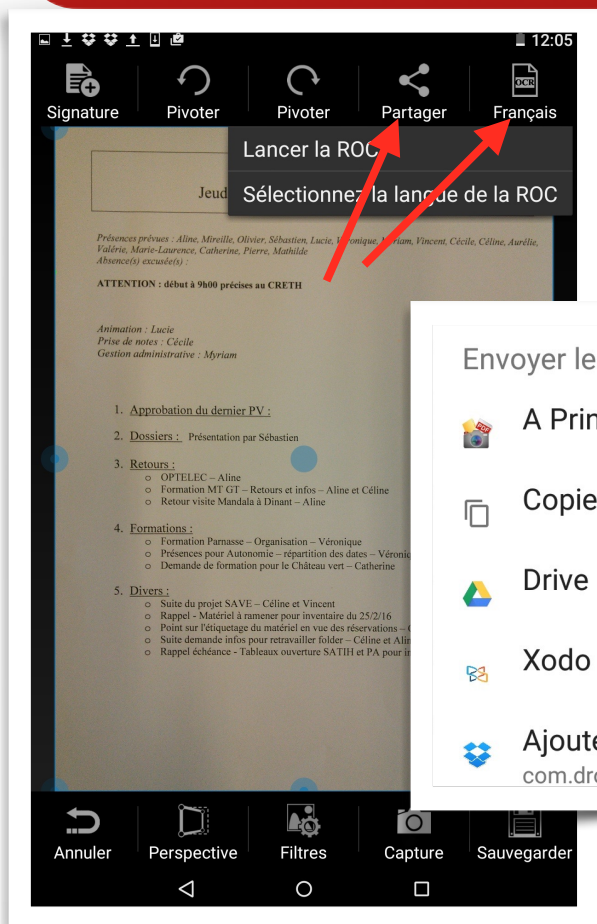 12:05
Signature
Pivoter
Pivoter
Partager
OCR
Français
Lancer la ROC
Sélectionnez la langue de la ROC
Jeud
Présences prévues : Aline, Mireille, Olivier, Sébastien, Lucie, Myriam, Vincent, Cécile, Céline, Aurélie,
Valérie, Marie-Laurence, Catherine, Pierre, Mathilde
Absence(s) excusée(s) :
ATTENTION : début à 9h00 précises au CRETH
Animation : Lucie
Prise de notes : Cécile
Gestion administrative : Myriam
1. Approbation du dernier PV :
2. Dossiers : Présentation par Sébastien
3. Retours :
o OPTELEC – Aline
o Formation MT GT – Retours et infos – Aline et Céline
o Retour visite Mandala à Dinant – Aline
4. Formations :
o Formation Parnasse – Organisation – Véronique
o Présences pour Autonomie – répartition des dates – Véroniq
o Demande de formation pour le Château vert – Catherine
5. Divers :
o Suite du projet SAVE – Céline et Vincent
o Rappel - Matériel à ramener pour inventaire du 25/2/16
o Point sur l'étiquetage du matériel en vue des réservations –
o Suite demande infos pour retravailler folder – Céline et Alin
o Rappel échéance - Tableaux ouverture SATIH et PA pour
Envoyer le
PDF
A Prin
Copie
Drive
Xodo
Ajoute
com.dro
Annuler
Perspective
Filtres
Capture
Sauvegarder